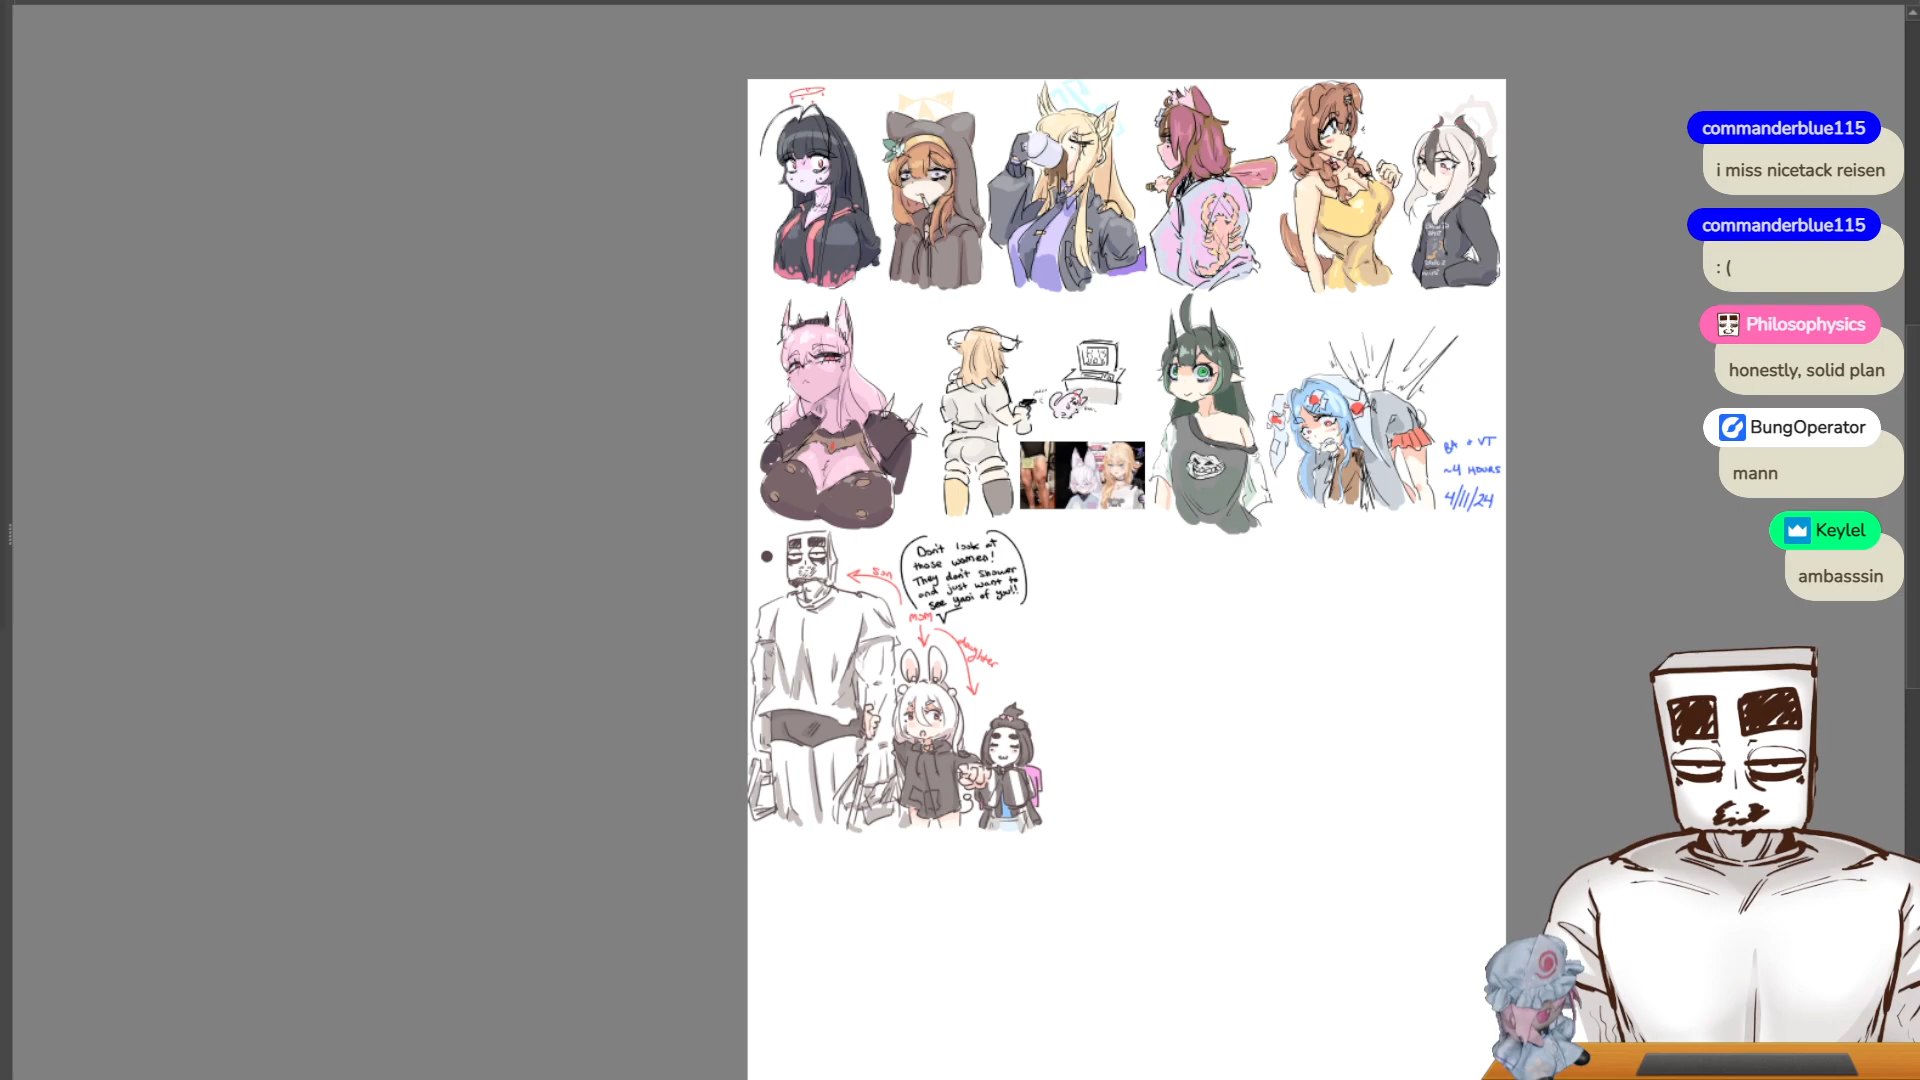 BA + VT
~4 HOURS
4/11/24
Don't look at
those women!
They don't shower
and just want to
see yaoi of you!!
son
mom
daughter
commanderblue115
i miss nicetack reisen
commanderblue115
: (
Philosophysics
honestly, solid plan
BungOperator
mann
Keylel
ambasssin